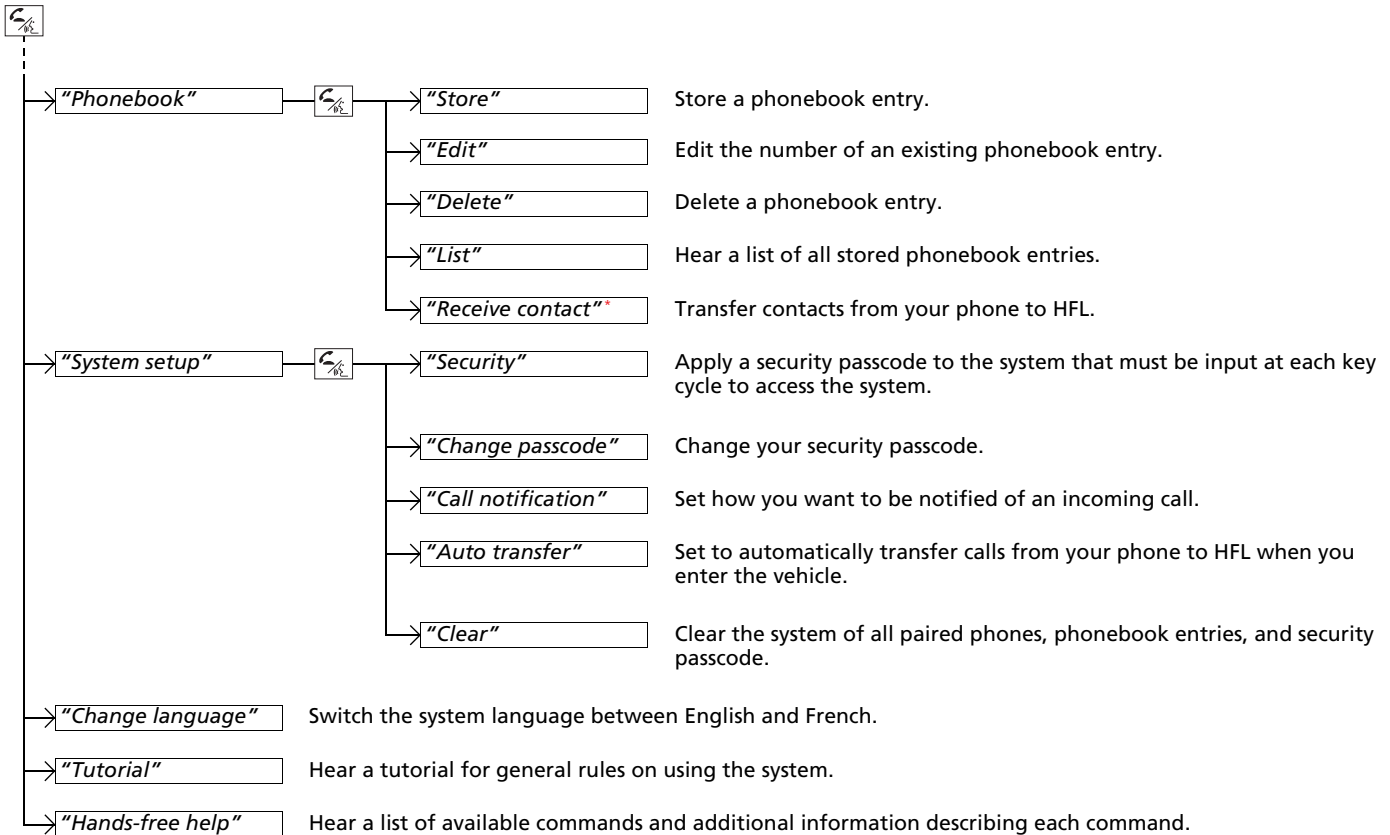 "Phonebook"
"Store"
Store a phonebook entry.
"Edit"
Edit the number of an existing phonebook entry.
"Delete"
Delete a phonebook entry.
"List"
Hear a list of all stored phonebook entries.
"Receive contact"*
Transfer contacts from your phone to HFL.
"System setup"
"Security"
Apply a security passcode to the system that must be input at each key
cycle to access the system.
"Change passcode"
Change your security passcode.
"Call notification"
Set how you want to be notified of an incoming call.
"Auto transfer"
Set to automatically transfer calls from your phone to HFL when you
enter the vehicle.
"Clear"
Clear the system of all paired phones, phonebook entries, and security
passcode.
"Change language"
Switch the system language between English and French.
"Tutorial"
Hear a tutorial for general rules on using the system.
"Hands-free help"
Hear a list of available commands and additional information describing each command.